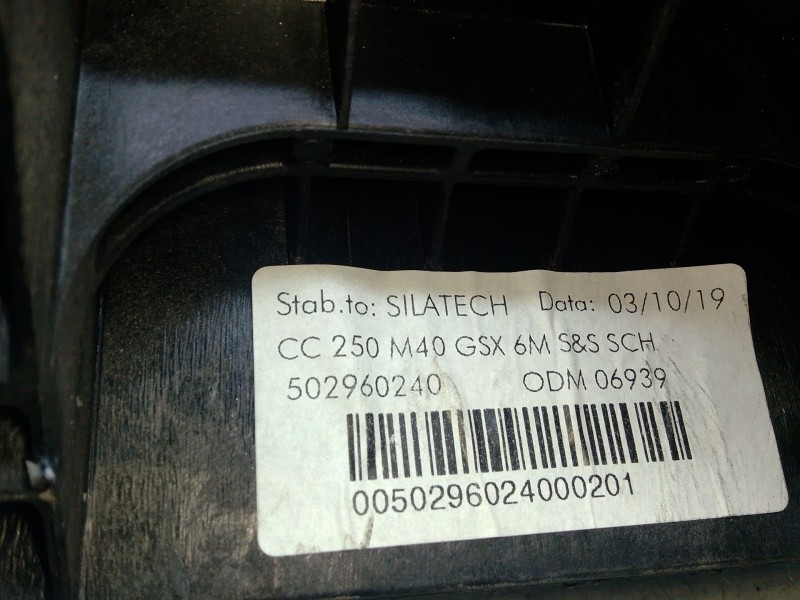 Stab.to: SILATECH Data: 03/10/19
CC 250 M40 GSX 6M S&S SCH
502960240 ODM 06939
0050296024000201